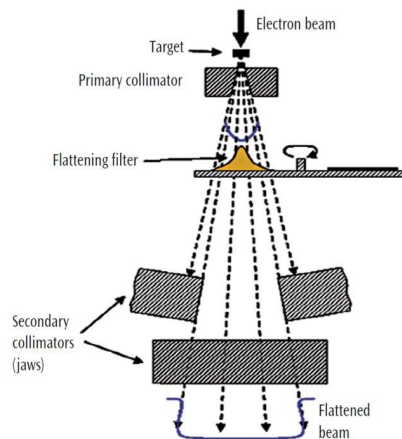 Electron beam
Target
Primary collimator
Flattening filter
Secondary
collimators
(jaws)
Flattened
beam